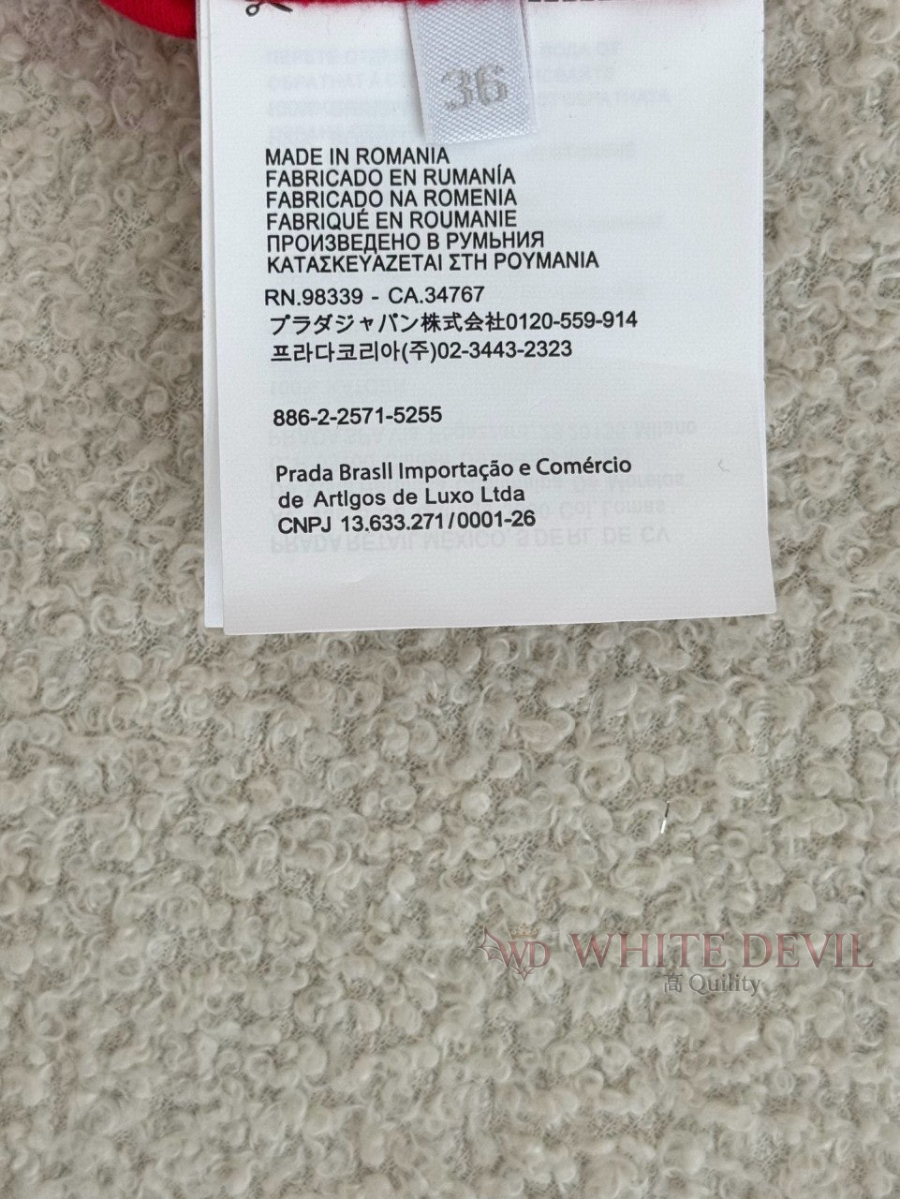 36
MADE IN ROMANIA
FABRICADO EN RUMANÍA
FABRICADO NA ROMENIA
FABRIQUÉ EN ROUMANIE
ПРОИЗВЕДЕНО В РУМЬНИЯ
ΚΑΤΑΣΚΕΥΑΖΕΤΑΙ ΣΤΗ ΡΟΥΜΑΝΙΑ
RN.98339 - CA.34767
プラダジャパン株式会社0120-559-914
프라다코리아(주)02-3443-2323
886-2-2571-5255
Prada BrasIl Importação e Comércio
de ArtIgos de Luxo Ltda
CNPJ 13.633.271/0001-26
WD WHITE DEVIL
高 Quility